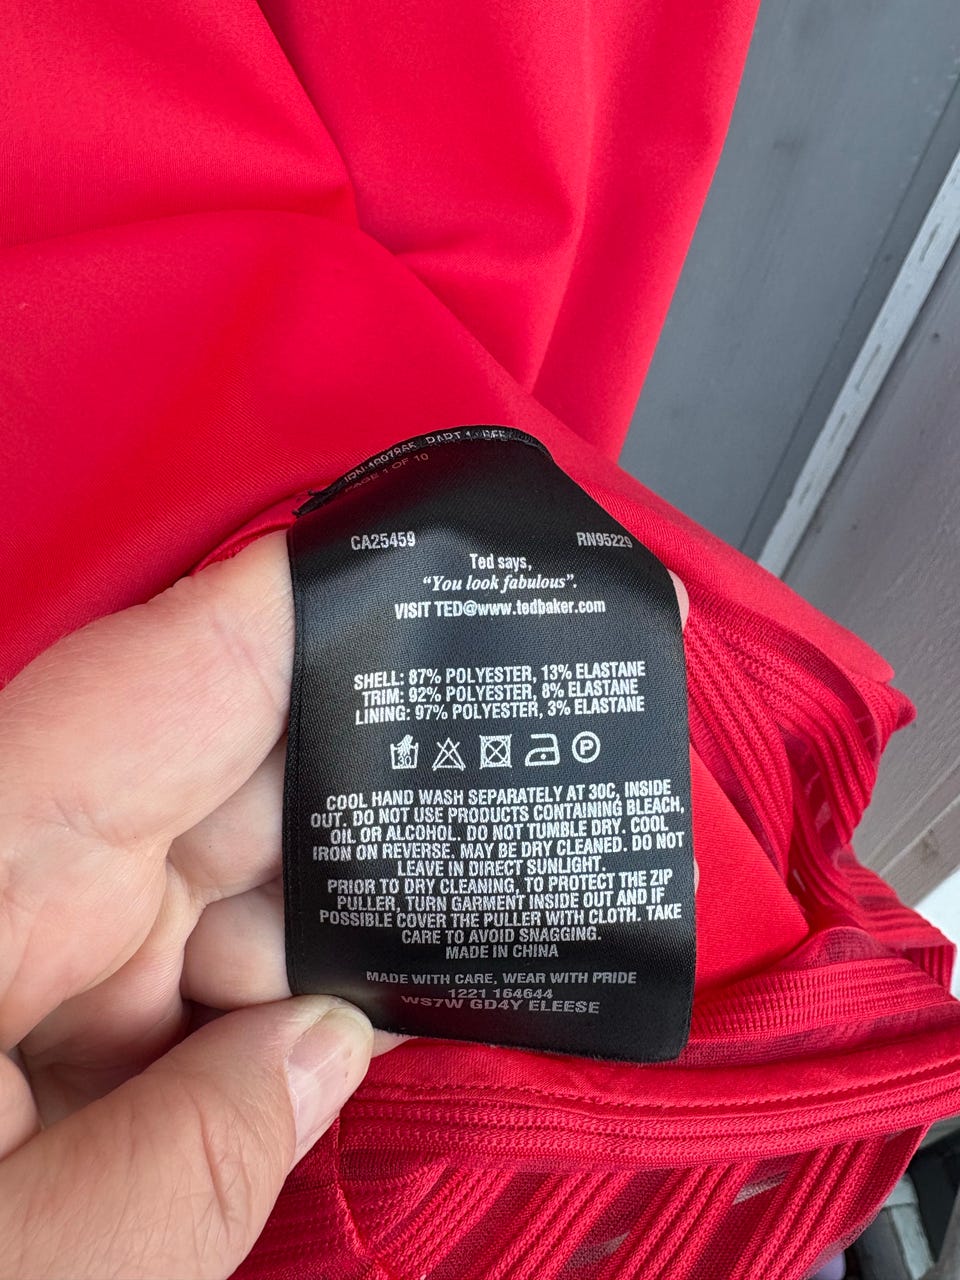 PAGE 1 OF 10
CA25459
RN95229
Ted says,
“You look fabulous”.
VISIT TED@www.tedbaker.com
SHELL: 87% POLYESTER, 13% ELASTANE
TRIM: 92% POLYESTER, 8% ELASTANE
LINING: 97% POLYESTER, 3% ELASTANE
30 P
COOL HAND WASH SEPARATELY AT 30C, INSIDE
OUT. DO NOT USE PRODUCTS CONTAINING BLEACH,
OIL OR ALCOHOL. DO NOT TUMBLE DRY. COOL
IRON ON REVERSE. MAY BE DRY CLEANED. DO NOT
LEAVE IN DIRECT SUNLIGHT.
PRIOR TO DRY CLEANING, TO PROTECT THE ZIP
PULLER, TURN GARMENT INSIDE OUT AND IF
POSSIBLE COVER THE PULLER WITH CLOTH. TAKE
CARE TO AVOID SNAGGING.
MADE IN CHINA
MADE WITH CARE, WEAR WITH PRIDE
1221 164644
WS7W GD4Y ELEESE